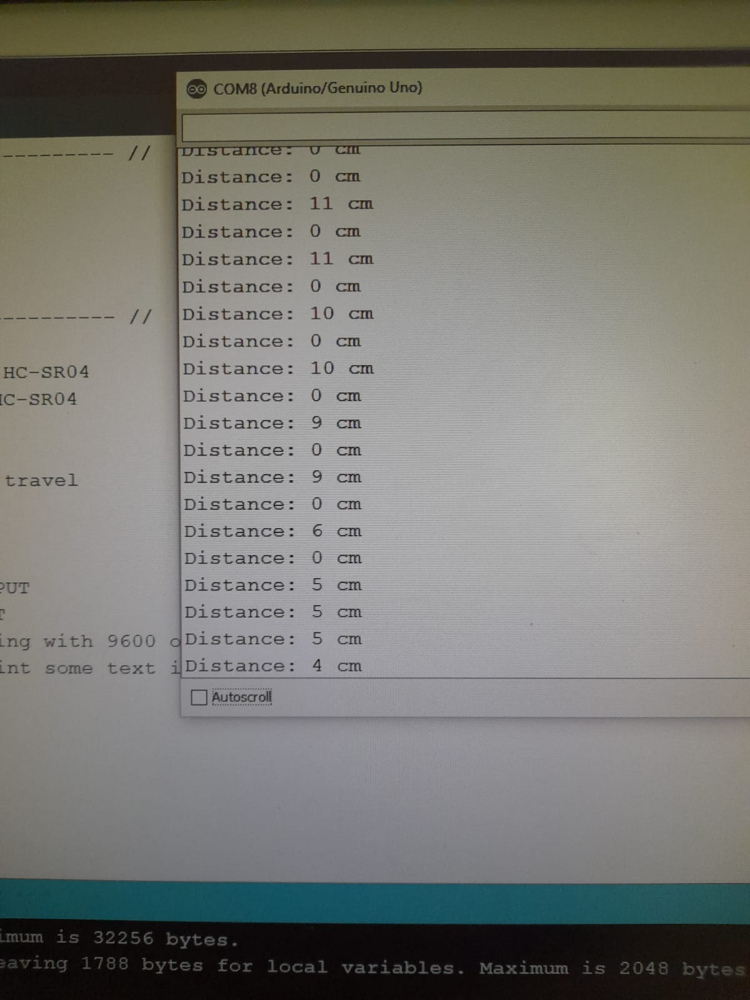 COM8 (Arduino/Genuino Uno)
---------- //
Distance: 0 cm
Distance: 0 cm
Distance: 11 cm
Distance: 0 cm
Distance: 11 cm
Distance: 0 cm
---------- //
Distance: 10 cm
Distance: 0 cm
HC-SR04
Distance: 10 cm
HC-SR04
Distance: 0 cm
Distance: 9 cm
Distance: 0 cm
travel
Distance: 9 cm
Distance: 0 cm
Distance: 6 cm
Distance: 0 cm
PUT
Distance: 5 cm
T
Distance: 5 cm
ing with 9600
Distance: 5 cm
int some text i
Distance: 4 cm
Autoscroll
imum is 32256 bytes.
eaving 1788 bytes for local variables. Maximum is 2048 bytes